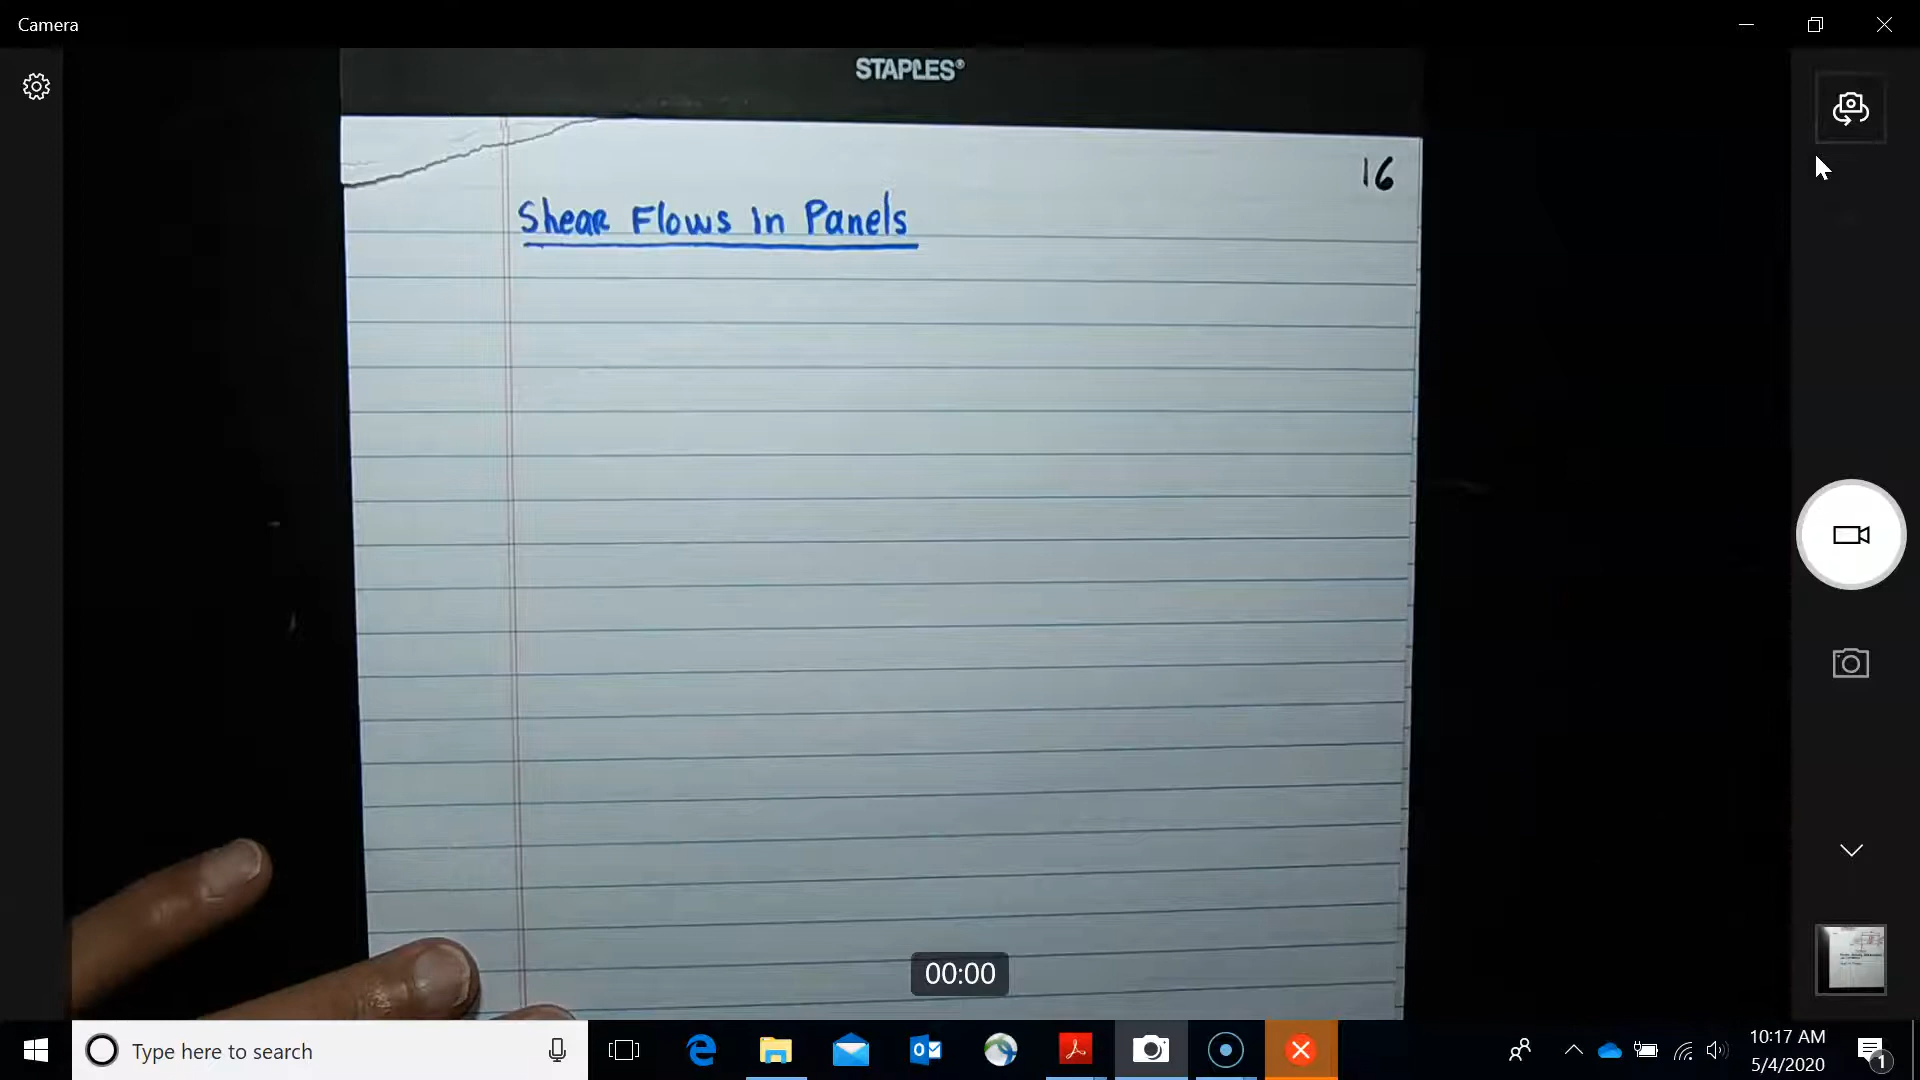 Camera
STAPLES®
16
Shear Flows in Panels
00:00
Type here to search
10:17 AM
5/4/2020
1